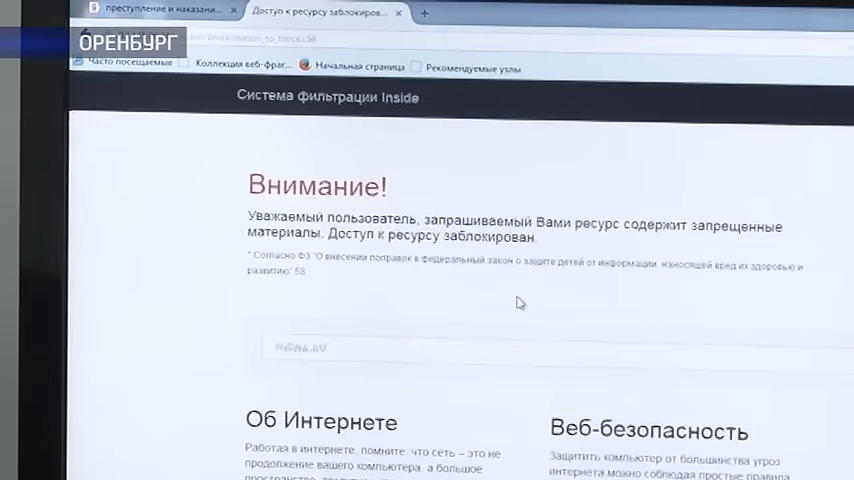 преступление и наказани...
Доступ к ресурсу заблокиров...
ОРЕНБУРГ
Часто посещаемые
Коллекция веб-фраг...
Начальная страница
Рекомендуемые узлы
Система фильтрации Inside
Внимание!
Уважаемый пользователь, запрашиваемый Вами ресурс содержит запрещенные
материалы. Доступ к ресурсу заблокирован.
* Согласно ФЗ "О внесении поправок в федеральный закон о защите детей от информации, наносящей вред их здоровью и
развитию" 58
Об Интернете
Веб-безопасность
Работая в интернете, помните, что сеть – это не
продолжение вашего компьютера, а большое
Защитить компьютер от большинства угроз
интернета можно соблюдая простые правила